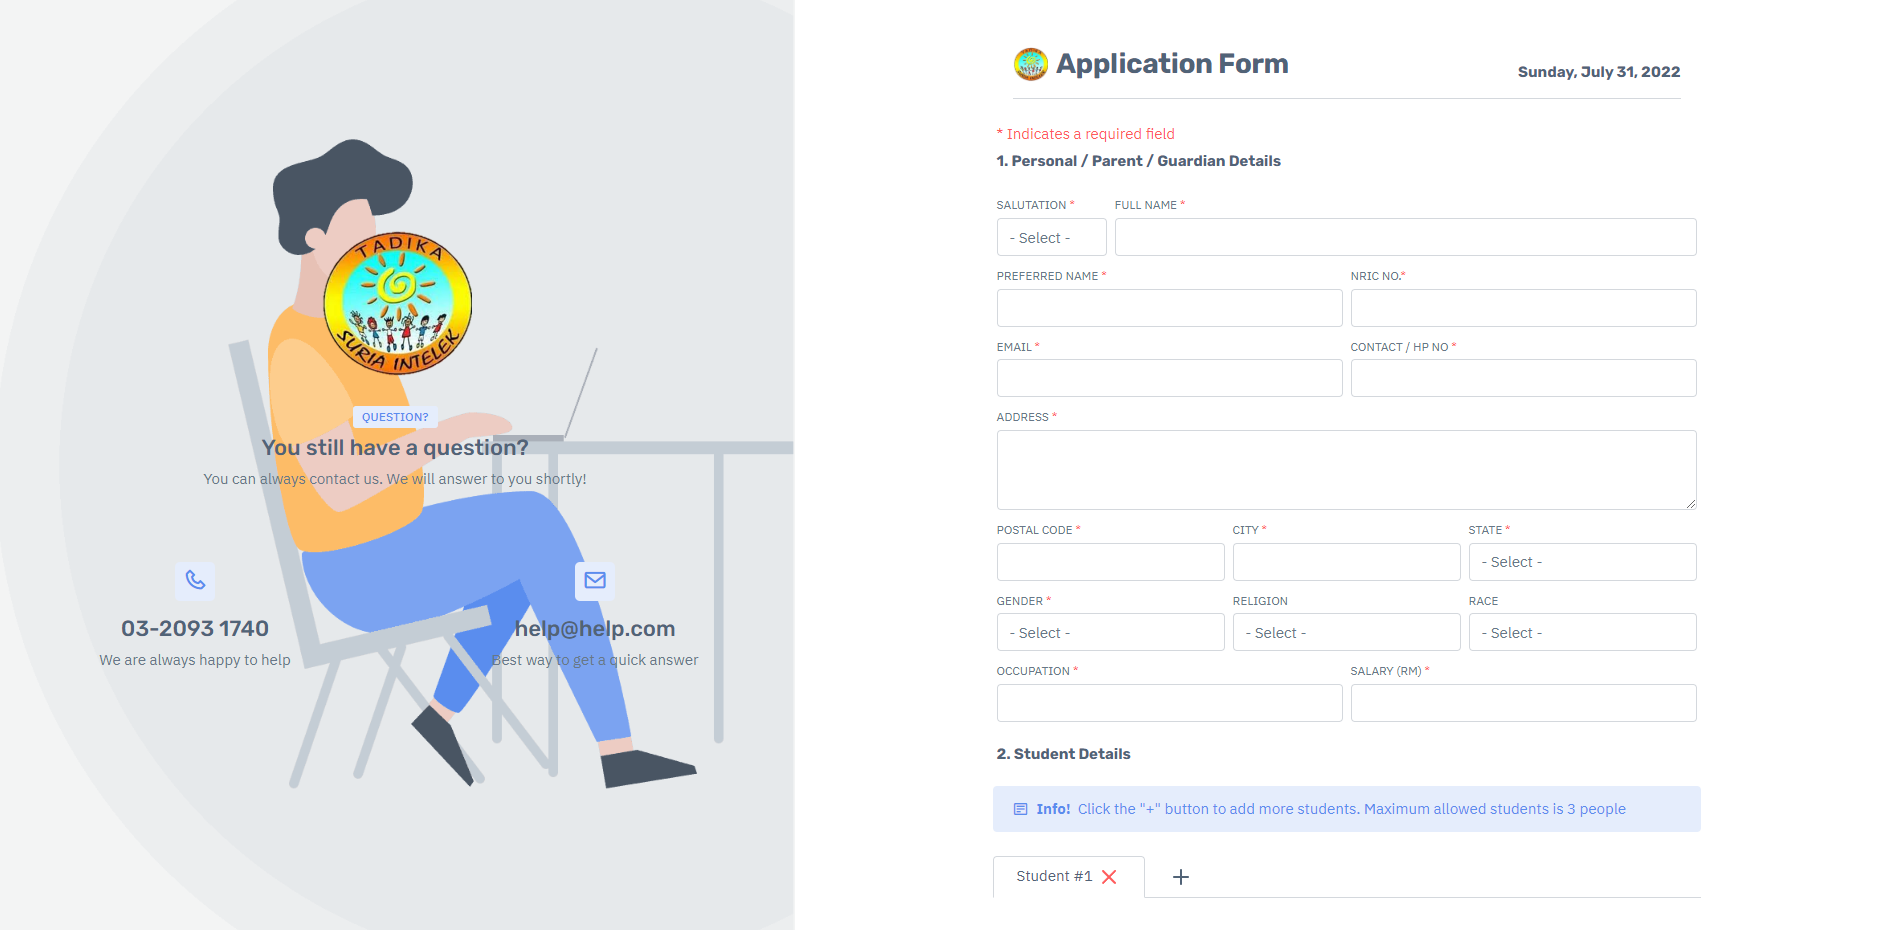 TADIKA
SURIA INTELEK
QUESTION?
You still have a question?
You can always contact us. We will answer to you shortly!
03-2093 1740
We are always happy to help
help@help.com
Best way to get a quick answer
Application Form
Sunday, July 31, 2022
* Indicates a required field
1. Personal / Parent / Guardian Details
SALUTATION * FULL NAME *
- Select -
PREFERRED NAME * NRIC NO.*
EMAIL * CONTACT / HP NO *
ADDRESS *
POSTAL CODE * CITY * STATE *
- Select -
GENDER * RELIGION RACE
- Select - - Select - - Select -
OCCUPATION * SALARY (RM) *
2. Student Details
Info! Click the "+" button to add more students. Maximum allowed students is 3 people
Student #1